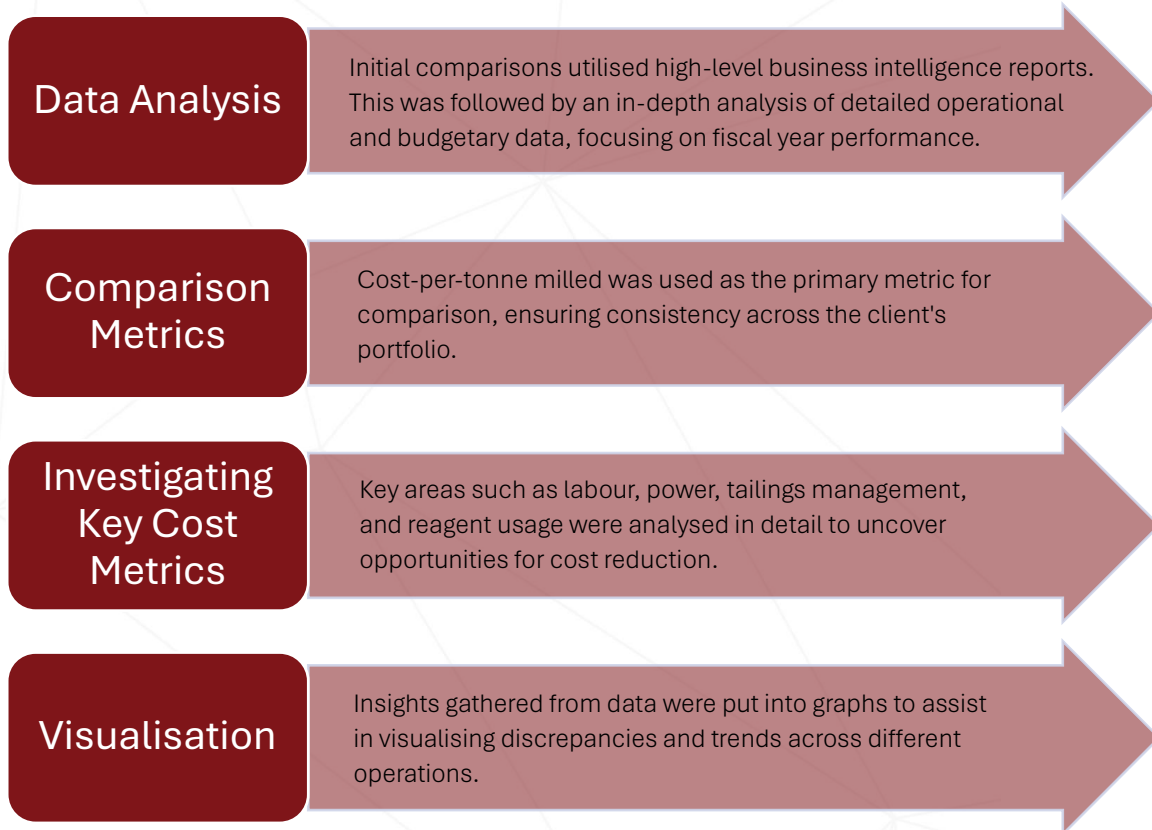 Data Analysis
Initial comparisons utilised high-level business intelligence reports.
This was followed by an in-depth analysis of detailed operational
and budgetary data, focusing on fiscal year performance.
Comparison
Metrics
Cost-per-tonne milled was used as the primary metric for
comparison, ensuring consistency across the client's
portfolio.
Investigating
Key Cost
Metrics
Key areas such as labour, power, tailings management,
and reagent usage were analysed in detail to uncover
opportunities for cost reduction.
Visualisation
Insights gathered from data were put into graphs to assist
in visualising discrepancies and trends across different
operations.